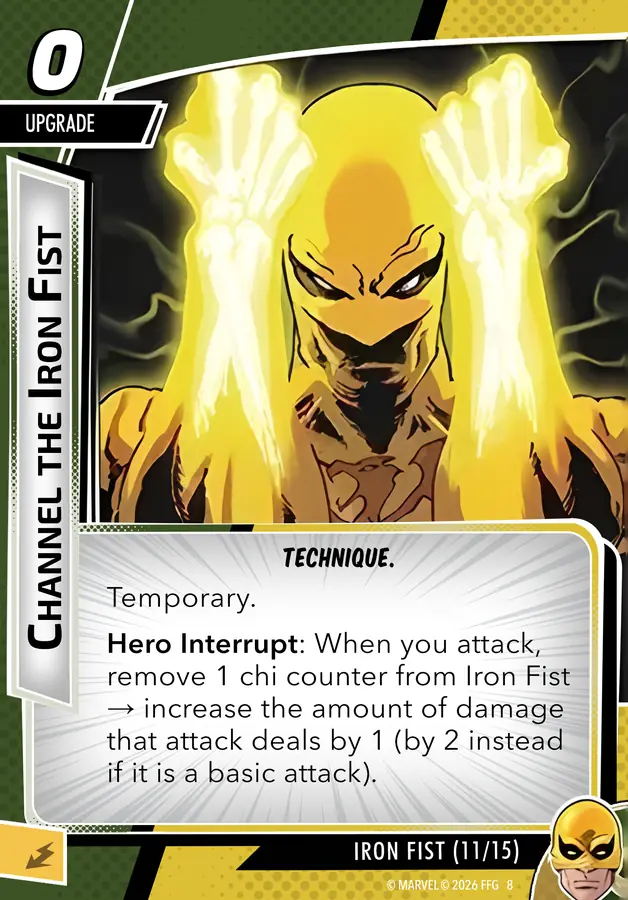 0
UPGRADE
CHANNEL THE IRON FIST
TECHNIQUE.
Temporary.
Hero Interrupt: When you attack,
remove 1 chi counter from Iron Fist
→ increase the amount of damage
that attack deals by 1 (by 2 instead
if it is a basic attack).
IRON FIST (11/15)
© MARVEL © 2026 FFG 8